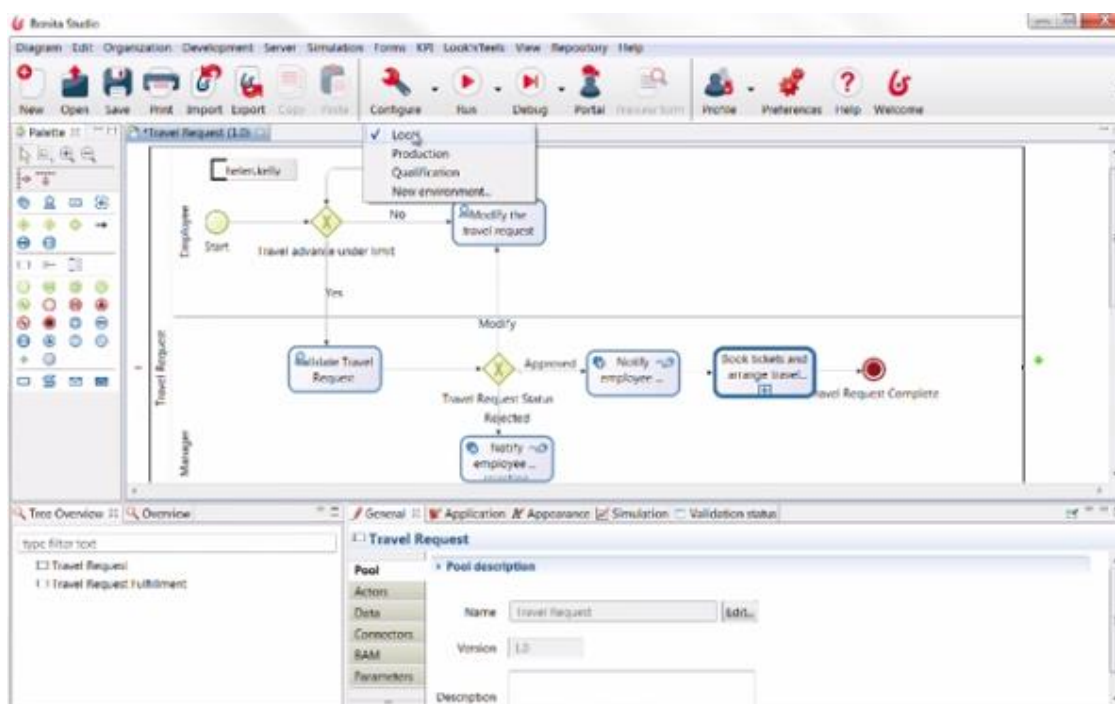 Bonita Studio
Diagram Edit Organization Development Server Simulation Forms KPI Look'n'Feels View Repository Help
New Open Save Print Import Export Copy Paste Configure Run Debug Portal Preview form Profile Preferences Help Welcome
Palette
*Travel Request (1.0)
Local
Production
Qualification
New environment...
helen.kelly
Employee
Start
Travel advance under limit
No
Modify the
travel request
Yes
Travel Request
Manager
Validate Travel
Request
Modify
Travel Request Status
Approved
Rejected
Notify
employee ...
Notify
employee ...
Book tickets and
arrange travel...
Travel Request Complete
Tree Overview Overview
type filter text
Travel Request
Travel Request Fulfillment
General Application Appearance Simulation Validation status
Travel Request
Pool
Actors
Data
Connectors
BAM
Parameters
Pool description
Name Travel Request Edit...
Version 1.0
Description